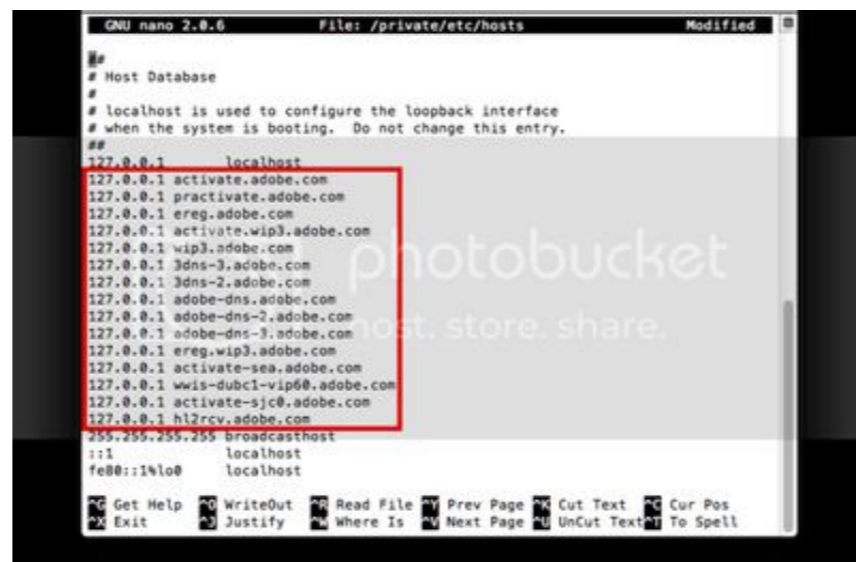 GNU nano 2.0.6 File: /private/etc/hosts Modified
##
# Host Database
#
# localhost is used to configure the loopback interface
# when the system is booting.  Do not change this entry.
##
127.0.0.1 localhost
127.0.0.1 activate.adobe.com
127.0.0.1 practivate.adobe.com
127.0.0.1 ereg.adobe.com
127.0.0.1 activate.wip3.adobe.com
127.0.0.1 wip3.adobe.com
127.0.0.1 3dns-3.adobe.com
127.0.0.1 3dns-2.adobe.com
127.0.0.1 adobe-dns.adobe.com
127.0.0.1 adobe-dns-2.adobe.com
127.0.0.1 adobe-dns-3.adobe.com
127.0.0.1 ereg.wip3.adobe.com
127.0.0.1 activate-sea.adobe.com
127.0.0.1 wwis-dubc1-vip60.adobe.com
127.0.0.1 activate-sjc0.adobe.com
127.0.0.1 hl2rcv.adobe.com
255.255.255.255 broadcasthost
::1 localhost
fe80::1%lo0 localhost
^G Get Help ^O WriteOut ^R Read File ^Y Prev Page ^K Cut Text ^C Cur Pos
^X Exit ^J Justify ^W Where Is ^V Next Page ^U UnCut Text ^T To Spell
photobucket
host. store. share.